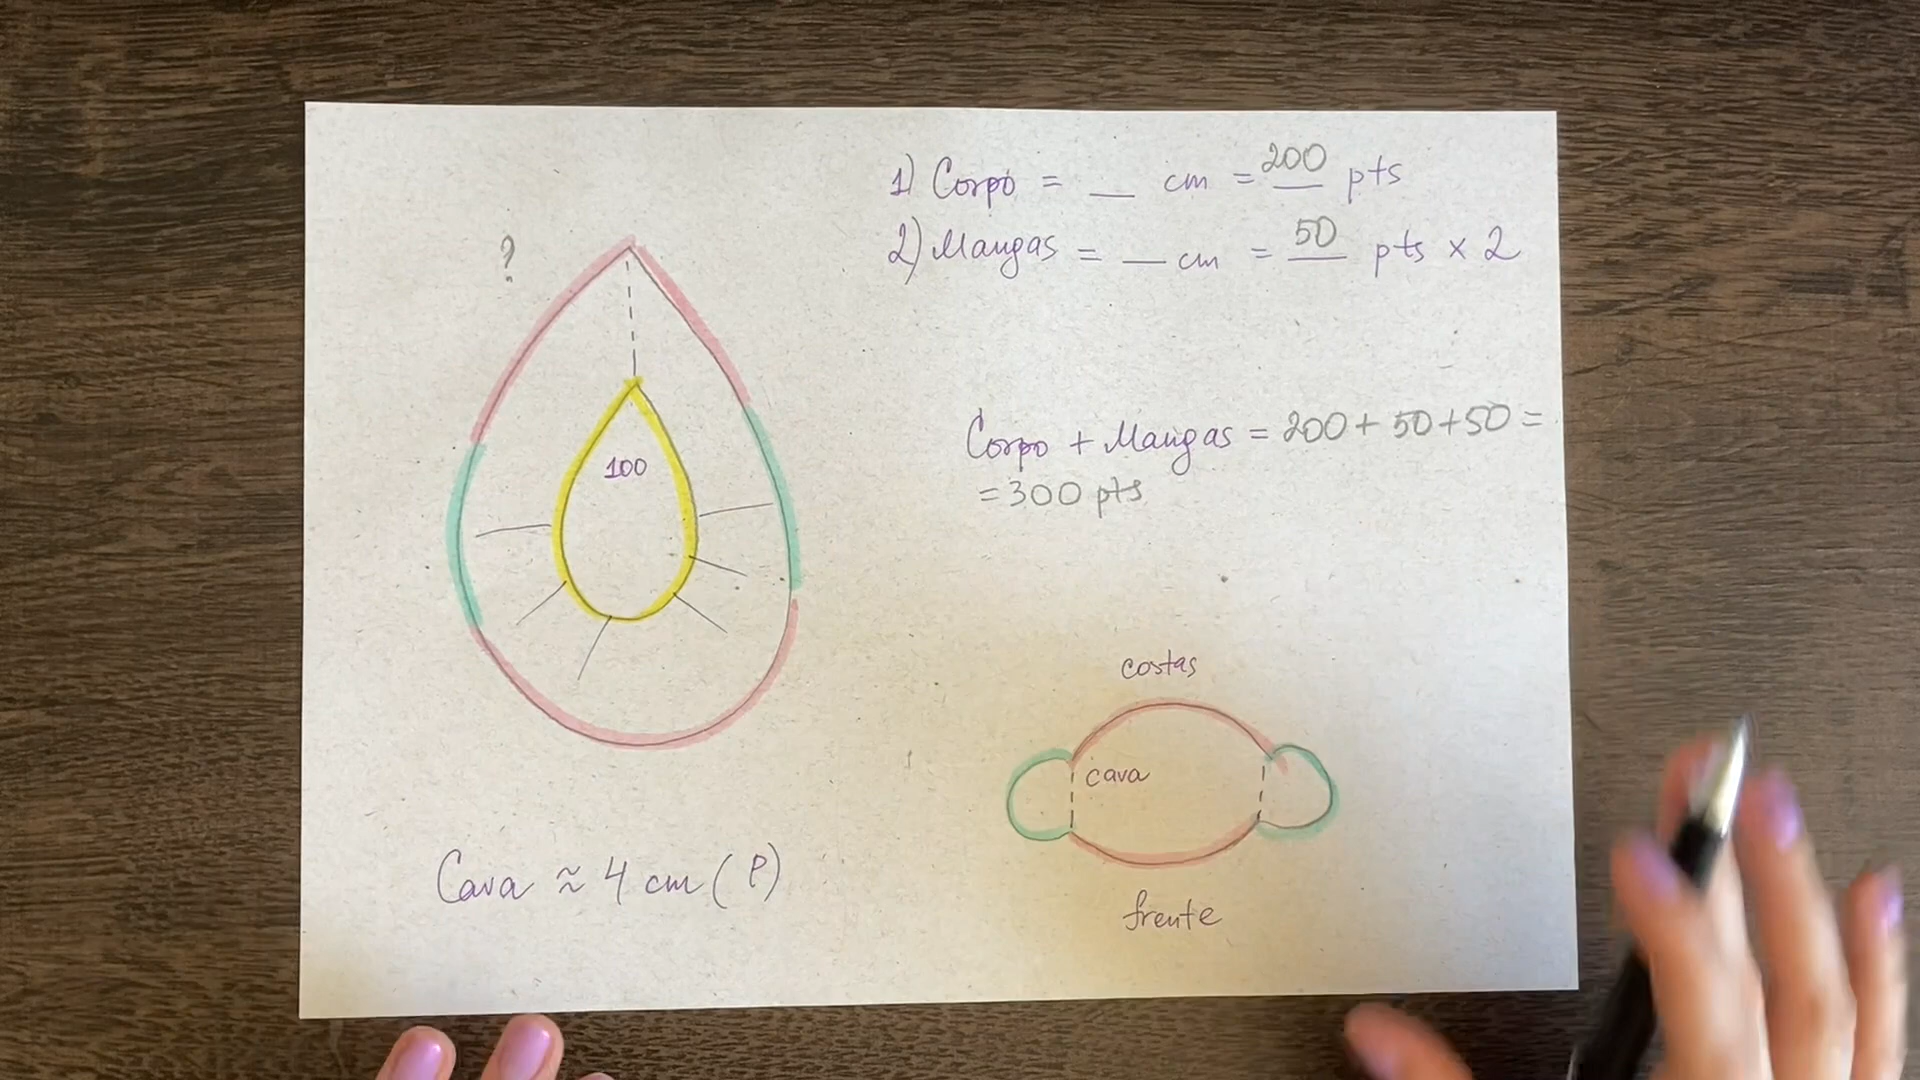 1) Corpo = __ cm = 200 pts
2) Mangas = __ cm = 50 pts x 2
?
100
Corpo + Mangas = 200 + 50 + 50 =
= 300 pts
costas
cava
frente
Cava ≈ 4 cm (P)